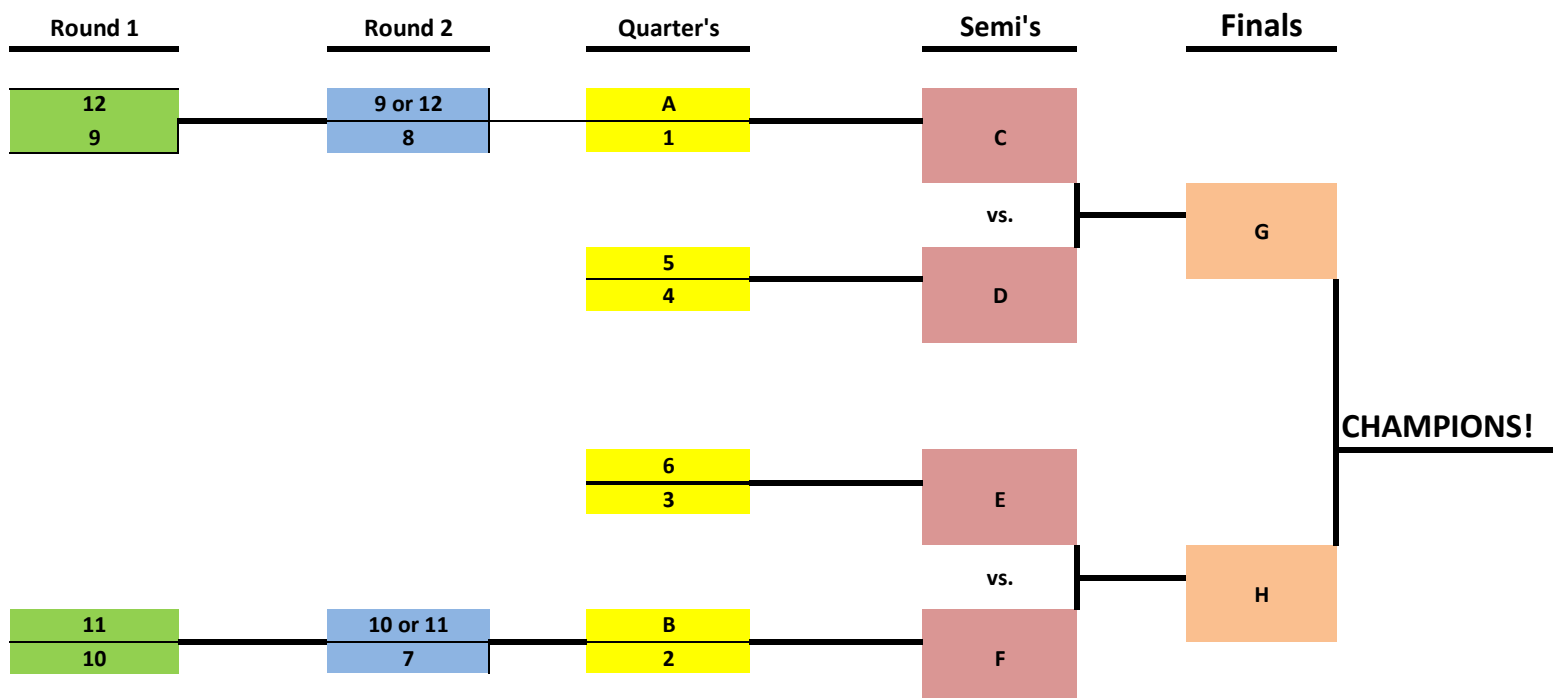 Round 1
Round 2
Quarter's
Semi's
Finals
12
9 or 12
A
9
8
1
C
vs.
G
5
4
D
CHAMPIONS!
6
3
E
vs.
H
11
10 or 11
B
10
7
2
F